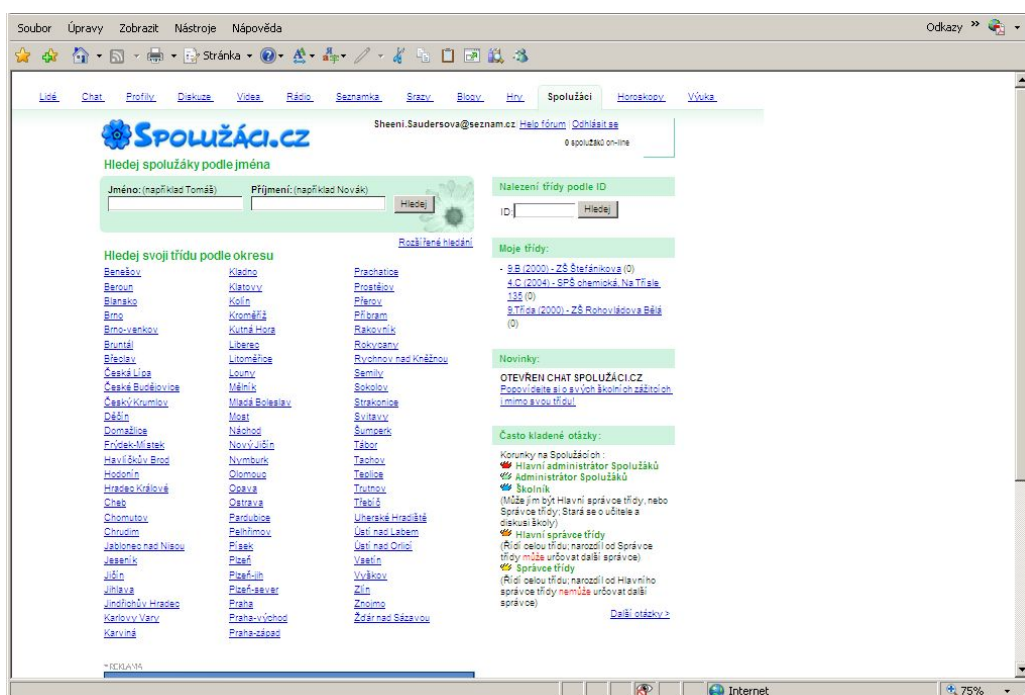 Soubor Úpravy Zobrazit Nástroje Nápověda Odkazy »
Stránka
Lidé Chat Profily Diskuze Videa Rádio Seznamka Srazy Blogy Hry Spolužáci Horoskopy Výuka
Sheeni.Saudersova@seznam.cz Help fórum Odhlásit se
SPOLUŽÁCI.CZ
0 spolužáků on-line
Hledej spolužáky podle jména
Jméno: (například Tomáš) Příjmení: (například Novák)
Hledej
Rozšířené hledání
Hledej svoji třídu podle okresu
Benešov Kladno Prachatice
Beroun Klatovy Prostějov
Blansko Kolín Přerov
Brno Kroměříž Příbram
Brno-venkov Kutná Hora Rakovník
Bruntál Liberec Rokycany
Břeclav Litoměřice Rychnov nad Kněžnou
Česká Lípa Louny Semily
České Budějovice Mělník Sokolov
Český Krumlov Mladá Boleslav Strakonice
Děčín Most Svitavy
Domažlice Náchod Šumperk
Frýdek-Místek Nový Jičín Tábor
Havlíčkův Brod Nymburk Tachov
Hodonín Olomouc Teplice
Hradec Králové Opava Trutnov
Cheb Ostrava Třebíč
Chomutov Pardubice Uherské Hradiště
Chrudim Pelhřimov Ústí nad Labem
Jablonec nad Nisou Písek Ústí nad Orlicí
Jeseník Plzeň Vsetín
Jičín Plzeň-jih Vyškov
Jihlava Plzeň-sever Zlín
Jindřichův Hradec Praha Znojmo
Karlovy Vary Praha-východ Žďár nad Sázavou
Karviná Praha-západ
REKLAMA
Nalezení třídy podle ID
ID: Hledej
Moje třídy:
- 9.B (2000) - ZŠ Štefánikova (0)
4.C (2004) - SPŠ chemická, Na Třísle
135 (0)
9.Třída (2000) - ZŠ Rohovládova Bělá
(0)
Novinky:
OTEVŘEN CHAT SPOLUŽÁCI.CZ
Popovídejte si o svých školních zážitcích
i mimo svou třídu!
Často kladené otázky:
Korunky na Spolužácích :
Hlavní administrátor Spolužáků
Administrátor Spolužáků
Školník
(Může jím být Hlavní správce třídy, nebo
Správce třídy; Stará se o učitele a
diskusi školy)
Hlavní správce třídy
(Řídí celou třídu; narozdíl od Správce
třídy může určovat další správce)
Správce třídy
(Řídí celou třídu; narozdíl od Hlavního
správce třídy nemůže určovat další
správce)
Další otázky >
Internet 75%